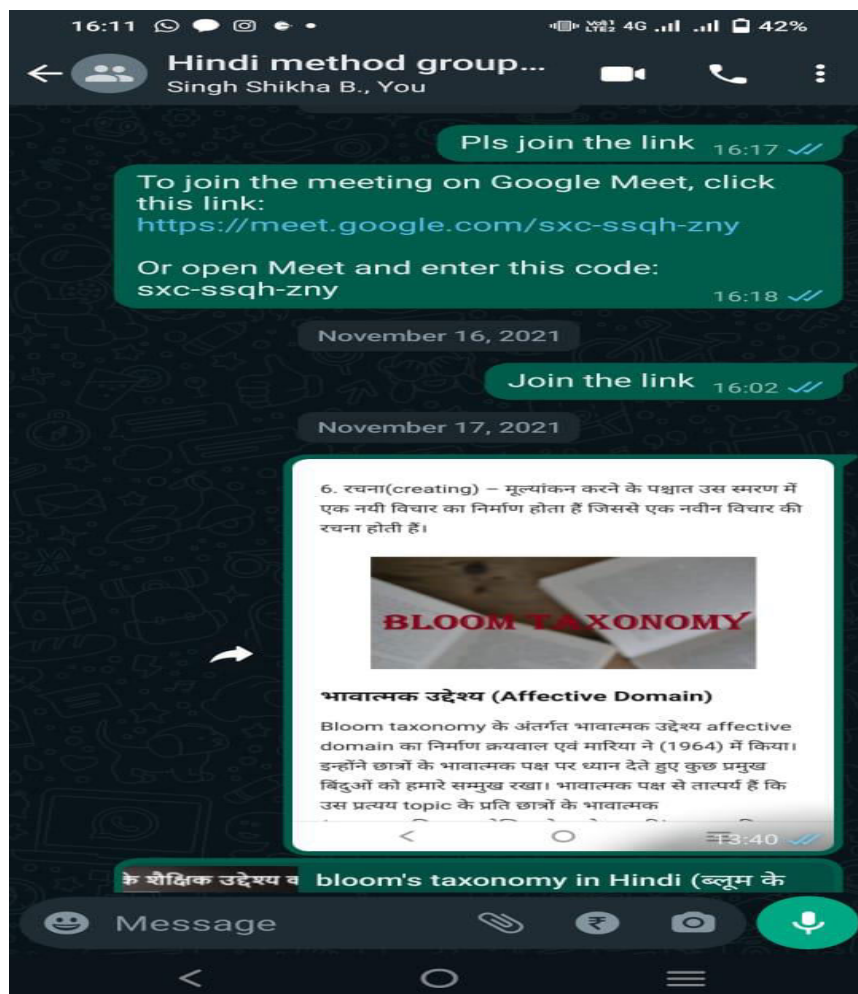 16:11 4G 42%
Hindi method group...
Singh Shikha B., You
Pls join the link 16:17
To join the meeting on Google Meet, click
this link:
https://meet.google.com/sxc-ssqh-zny
Or open Meet and enter this code:
sxc-ssqh-zny
16:18
November 16, 2021
Join the link 16:02
November 17, 2021
6. रचना(creating) – मूल्यांकन करने के पश्चात उस स्मरण में
एक नयी विचार का निर्माण होता हैं जिससे एक नवीन विचार की
रचना होती हैं।
BLOOM TAXONOMY
भावात्मक उद्देश्य (Affective Domain)
Bloom taxonomy के अंतर्गत भावात्मक उद्देश्य affective
domain का निर्माण क्रयवाल एवं मारिया ने (1964) में किया।
इन्होंने छात्रों के भावात्मक पक्ष पर ध्यान देते हुए कुछ प्रमुख
बिंदुओं को हमारे सम्मुख रखा। भावात्मक पक्ष से तात्पर्य हैं कि
उस प्रत्यय topic के प्रति छात्रों के भावात्मक
13:40
के शैक्षिक उद्देश्य व bloom's taxonomy in Hindi (ब्लूम के
Message